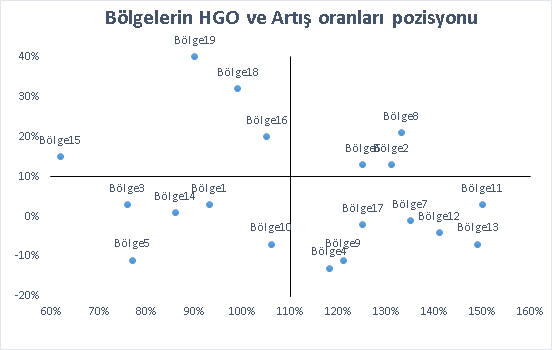 Bölgelerin HGO ve Artış oranları pozisyonu
Bölge19
40%
Bölge18
30%
Bölge16
Bölge8
20%
Bölge15
Bölge2
10%
Bölge3
Bölge14
Bölge1
Bölge11
0%
Bölge17
Bölge7
Bölge12
Bölge10
Bölge13
-10%
Bölge5
Bölge9
Bölge4
-20%
60%
70%
80%
90%
100%
110%
120%
130%
140%
150%
160%